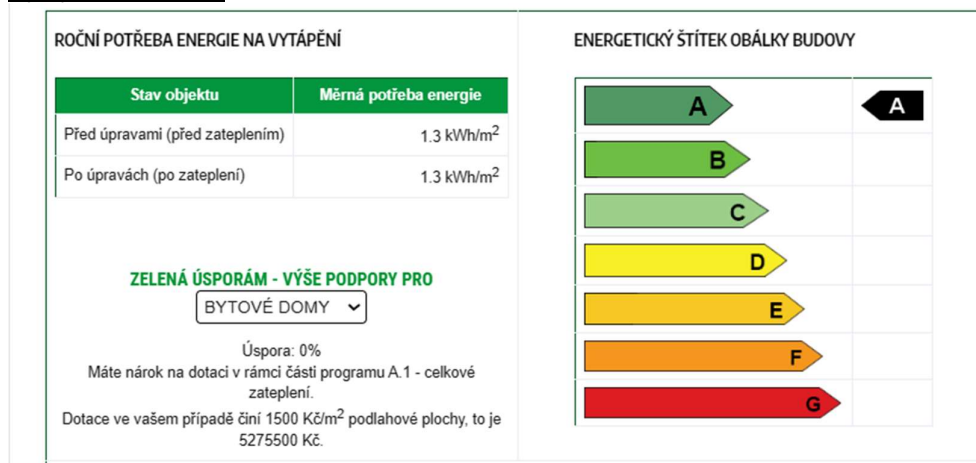 ROČNÍ POTŘEBA ENERGIE NA VYTÁPĚNÍ
Stav objektu Měrná potřeba energie
Před úpravami (před zateplením) 1.3 kWh/m²
Po úpravách (po zateplení) 1.3 kWh/m²
ZELENÁ ÚSPORÁM - VÝŠE PODPORY PRO
BYTOVÉ DOMY
Úspora: 0%
Máte nárok na dotaci v rámci části programu A.1 - celkové
zateplení.
Dotace ve vašem případě činí 1500 Kč/m² podlahové plochy, to je
5275500 Kč.
ENERGETICKÝ ŠTÍTEK OBÁLKY BUDOVY
A A
B
C
D
E
F
G